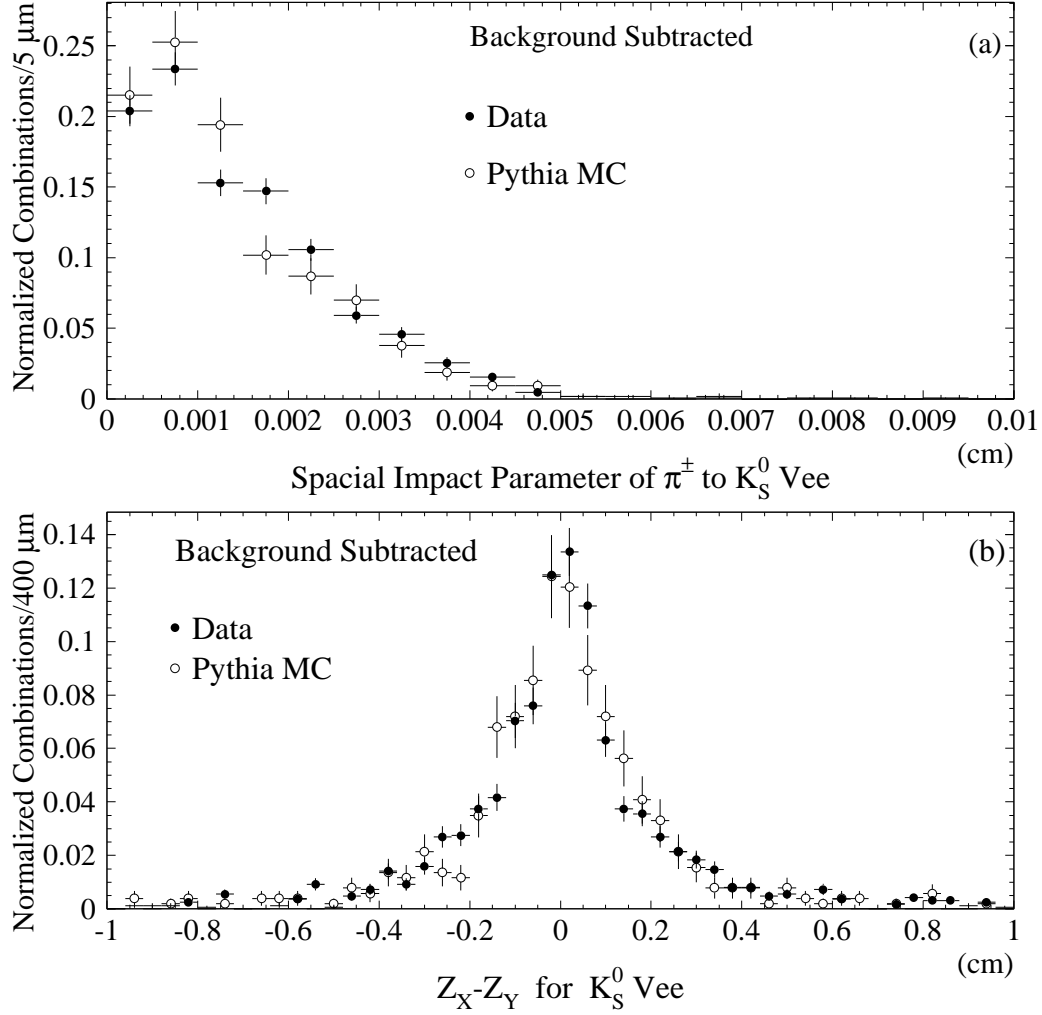 Normalized Combinations/5 μm
0.25
0.2
0.15
0.1
0.05
0
Background Subtracted
(a)
Data
Pythia MC
0 0.001 0.002 0.003 0.004 0.005 0.006 0.007 0.008 0.009 0.01
(cm)
Spacial Impact Parameter of π± to K⁰S Vee
Normalized Combinations/400 μm
0.14
0.12
0.1
0.08
0.06
0.04
0.02
0
Background Subtracted
(b)
Data
Pythia MC
-1 -0.8 -0.6 -0.4 -0.2 0 0.2 0.4 0.6 0.8 1
(cm)
ZX-ZY for K⁰S Vee